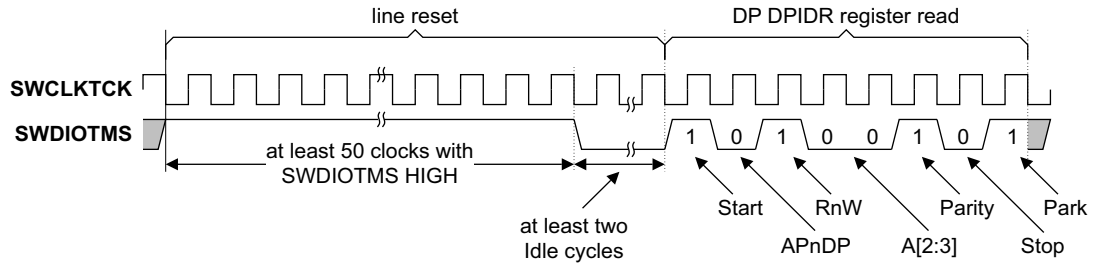 line reset
DP DPIDR register read
SWCLKTCK
SWDIOTMS
1 0 1 0 0 1 0 1
at least 50 clocks with
SWDIOTMS HIGH
at least two
Idle cycles
Start
RnW
Parity
Park
APnDP
A[2:3]
Stop